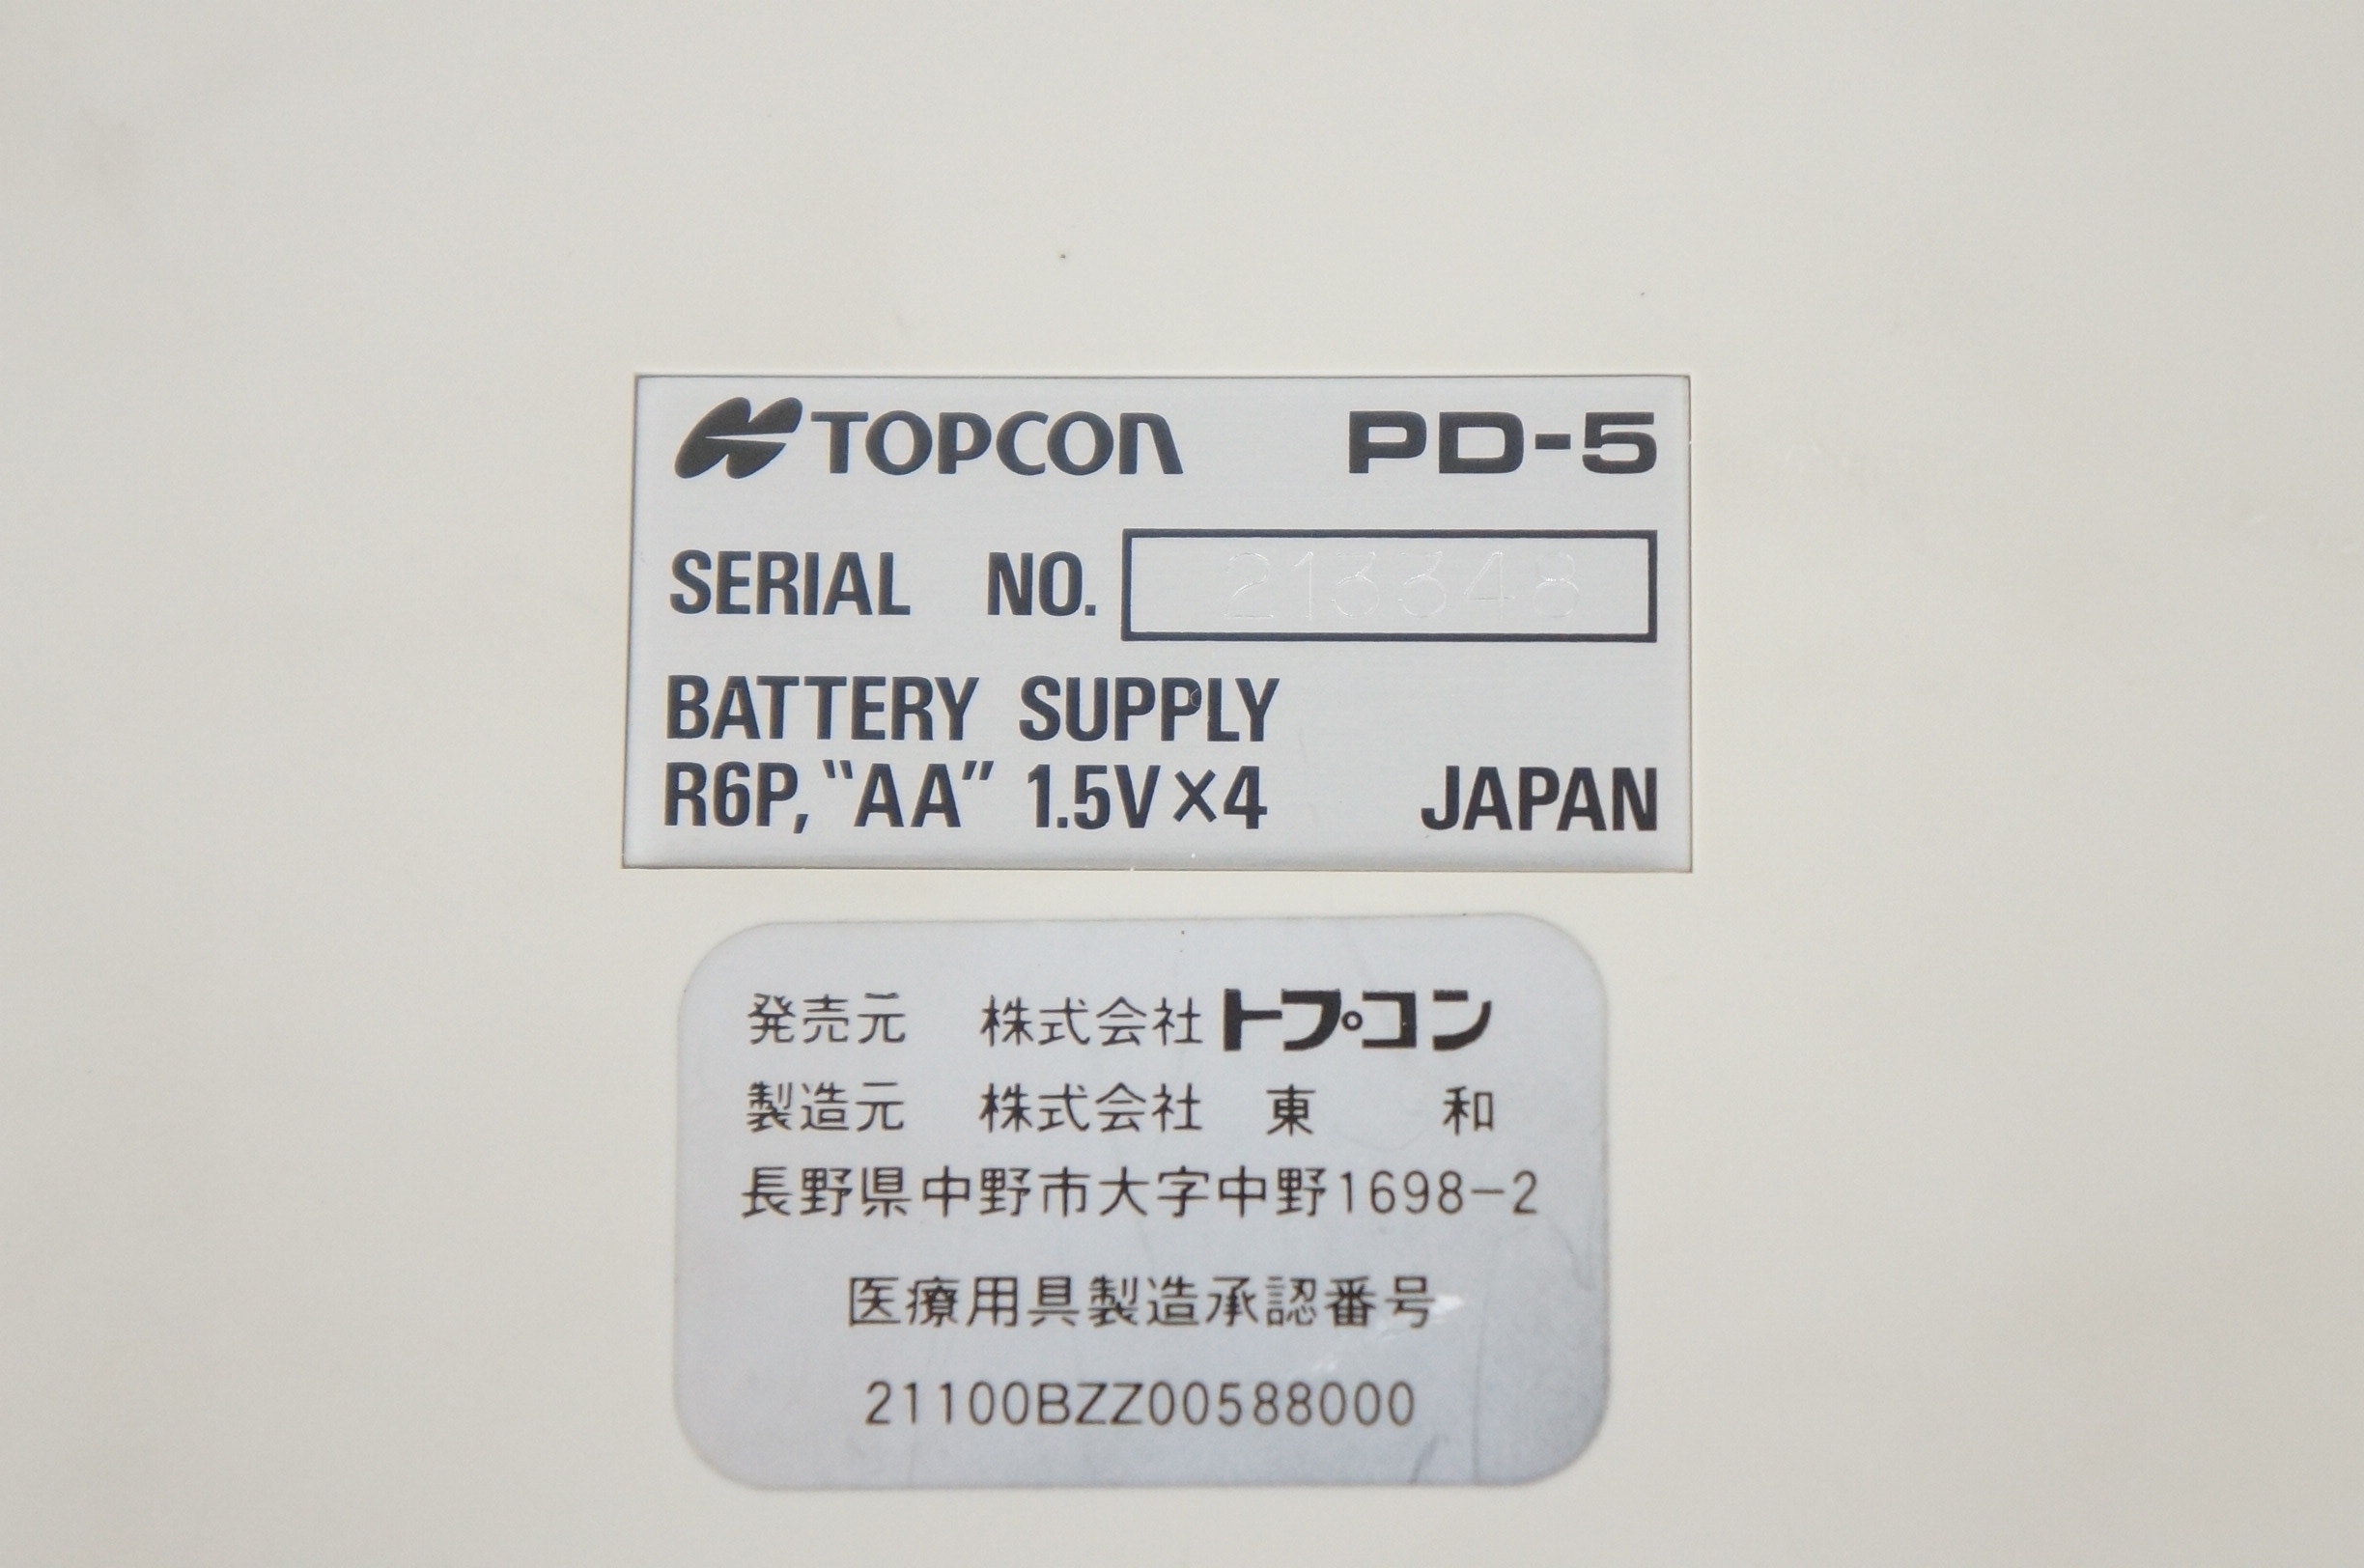 TOPCON PD-5
SERIAL NO. 213348
BATTERY SUPPLY
R6P, "AA" 1.5V×4 JAPAN
発売元 株式会社トプコン
製造元 株式会社 東 和
長野県中野市大字中野1698-2
医療用具製造承認番号
21100BZZ00588000